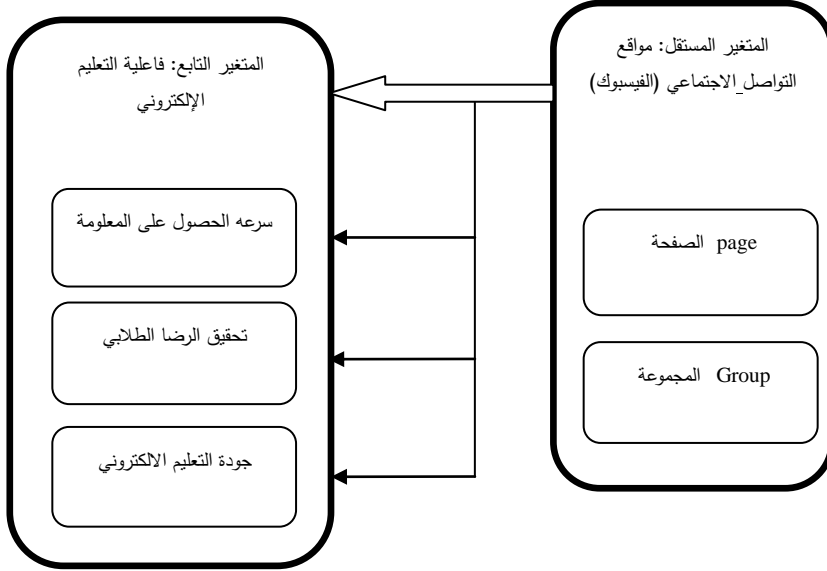 المتغير المستقل: مواقع
التواصل_الاجتماعي (الفيسبوك)
page الصفحة
Group المجموعة
المتغير التابع: فاعلية التعليم
الإلكتروني
سرعه الحصول على المعلومة
تحقيق الرضا الطلابي
جودة التعليم الالكتروني